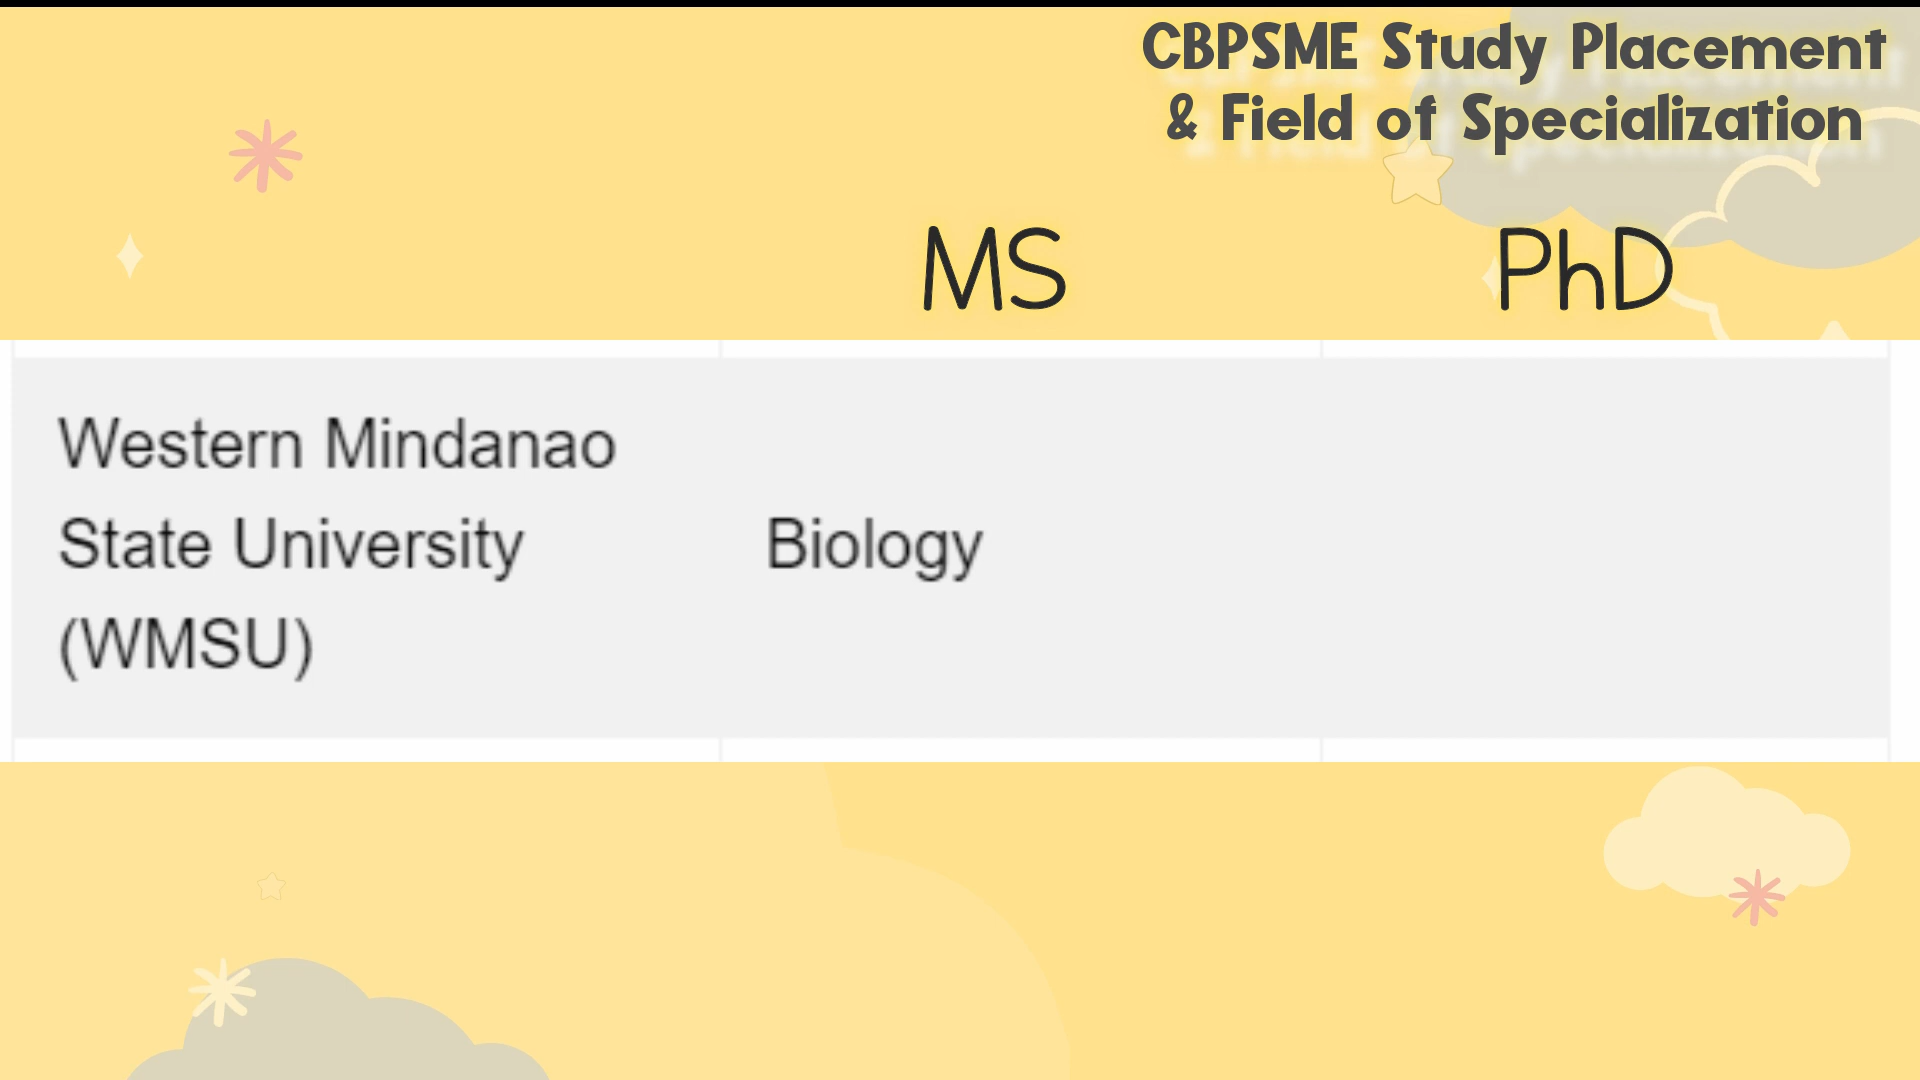 CBPSME Study Placement
& Field of Specialization
MS
PhD
Western Mindanao
State University
Biology
(WMSU)